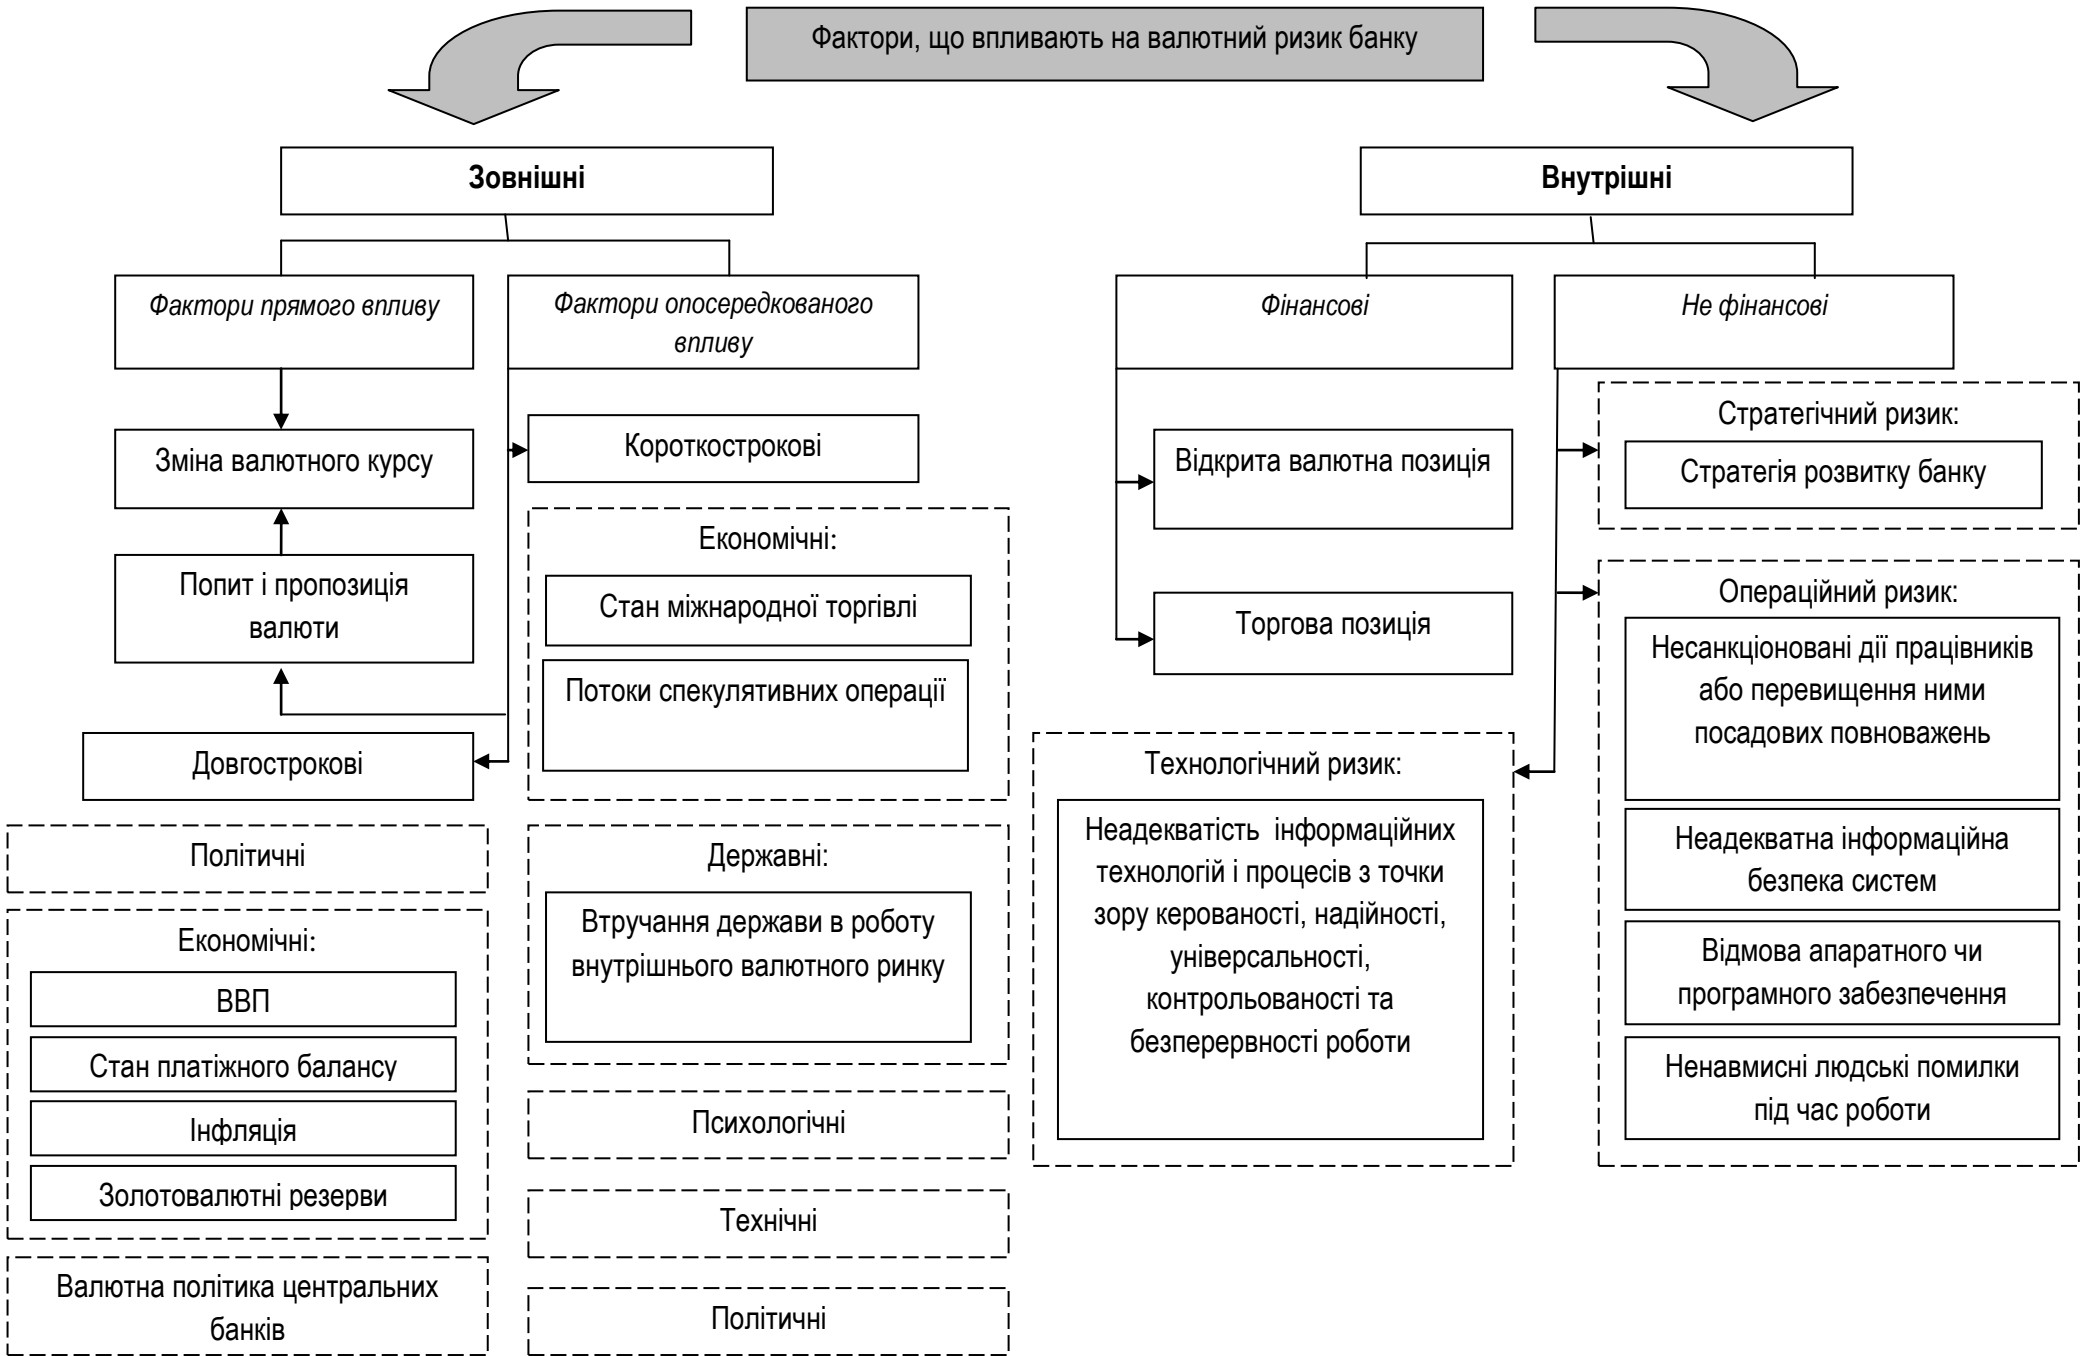 Фактори, що впливають на валютний ризик банку
Зовнішні
Внутрішні
Фактори прямого впливу
Фактори опосередкованого
впливу
Фінансові
Не фінансові
Зміна валютного курсу
Попит і пропозиція
валюти
Довгострокові
Політичні
Економічні:
ВВП
Стан платіжного балансу
Інфляція
Золотовалютні резерви
Валютна політика центральних
банків
Короткострокові
Економічні:
Стан міжнародної торгівлі
Потоки спекулятивних операції
Державні:
Втручання держави в роботу
внутрішнього валютного ринку
Психологічні
Технічні
Політичні
Відкрита валютна позиція
Торгова позиція
Технологічний ризик:
Неадекватість інформаційних
технологій і процесів з точки
зору керованості, надійності,
універсальності,
контрольованості та
безперервності роботи
Стратегічний ризик:
Стратегія розвитку банку
Операційний ризик:
Несанкціоновані дії працівників
або перевищення ними
посадових повноважень
Неадекватна інформаційна
безпека систем
Відмова апаратного чи
програмного забезпечення
Ненавмисні людські помилки
під час роботи